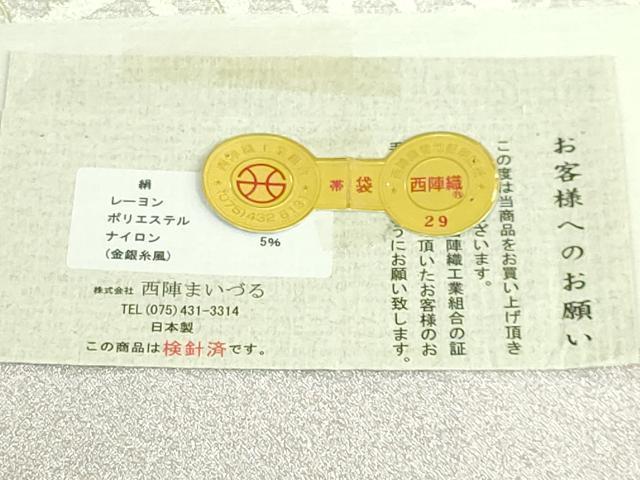 お客様へのお願い
この度は当商品をお買い上げ頂き
ざいます。
陣織工業組合の証
頂いたお客様のお
うにお願い致します。
帯
袋
西陣織
29
(075)432 6131
絹
レーヨン
ポリエステル
ナイロン 5%
(金銀糸風)
株式会社 西陣まいづる
TEL(075)431-3314
日本製
この商品は検針済です。